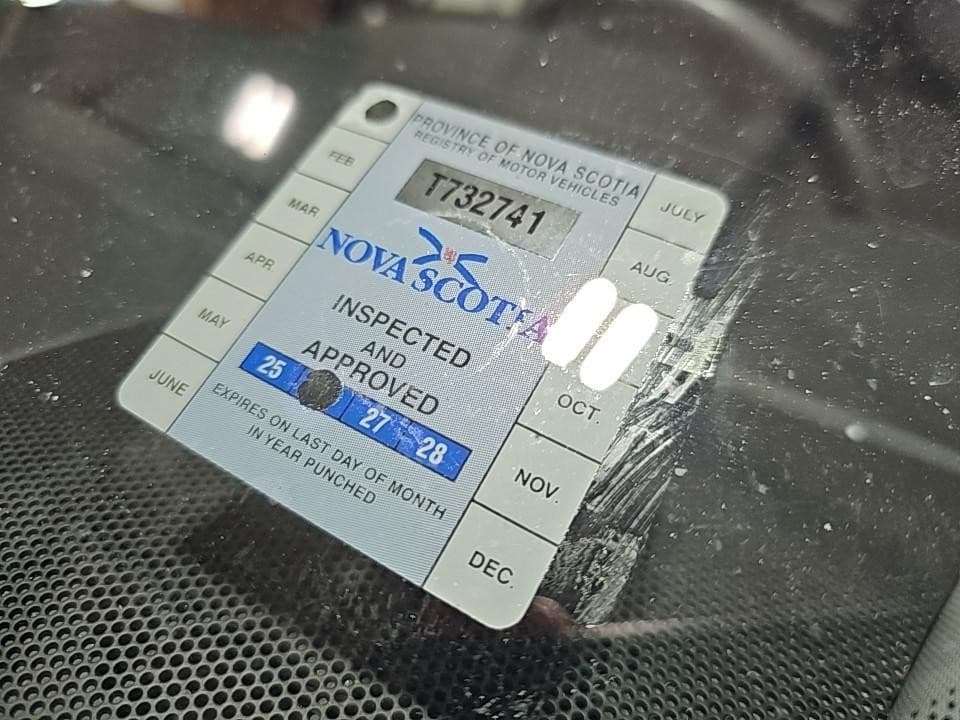 PROVINCE OF NOVA SCOTIA
REGISTRY OF MOTOR VEHICLES
T732741
NOVA SCOTIA
INSPECTED
AND
APPROVED
25 27 28
EXPIRES ON LAST DAY OF MONTH
IN YEAR PUNCHED
FEB
MAR
APR.
MAY
JUNE
JULY
AUG.
OCT.
NOV.
DEC.